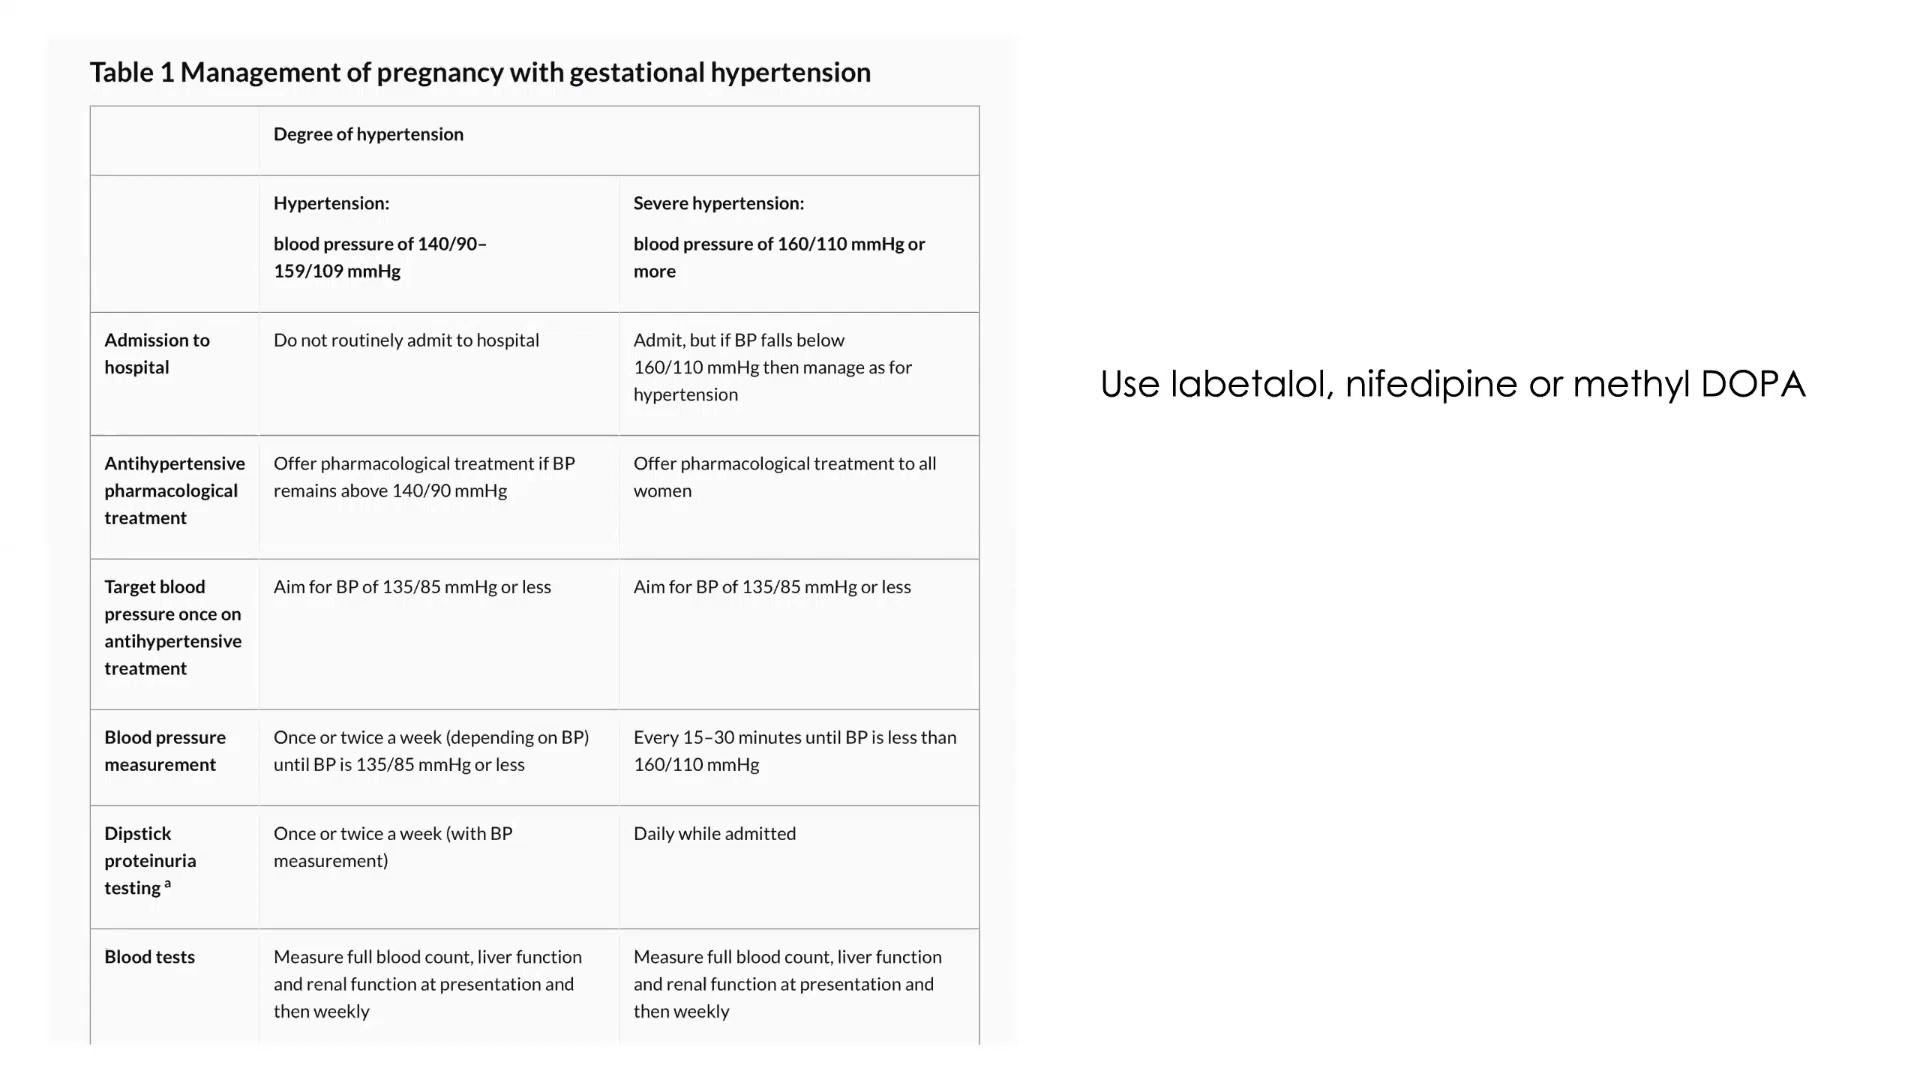 Table 1 Management of pregnancy with gestational hypertension
Degree of hypertension
Hypertension:
blood pressure of 140/90–
159/109 mmHg
Severe hypertension:
blood pressure of 160/110 mmHg or
more
Admission to
hospital
Do not routinely admit to hospital
Admit, but if BP falls below
160/110 mmHg then manage as for
hypertension
Antihypertensive
pharmacological
treatment
Offer pharmacological treatment if BP
remains above 140/90 mmHg
Offer pharmacological treatment to all
women
Target blood
pressure once on
antihypertensive
treatment
Aim for BP of 135/85 mmHg or less
Aim for BP of 135/85 mmHg or less
Blood pressure
measurement
Once or twice a week (depending on BP)
until BP is 135/85 mmHg or less
Every 15–30 minutes until BP is less than
160/110 mmHg
Dipstick
proteinuria
testing a
Once or twice a week (with BP
measurement)
Daily while admitted
Blood tests
Measure full blood count, liver function
and renal function at presentation and
then weekly
Measure full blood count, liver function
and renal function at presentation and
then weekly
Use labetalol, nifedipine or methyl DOPA